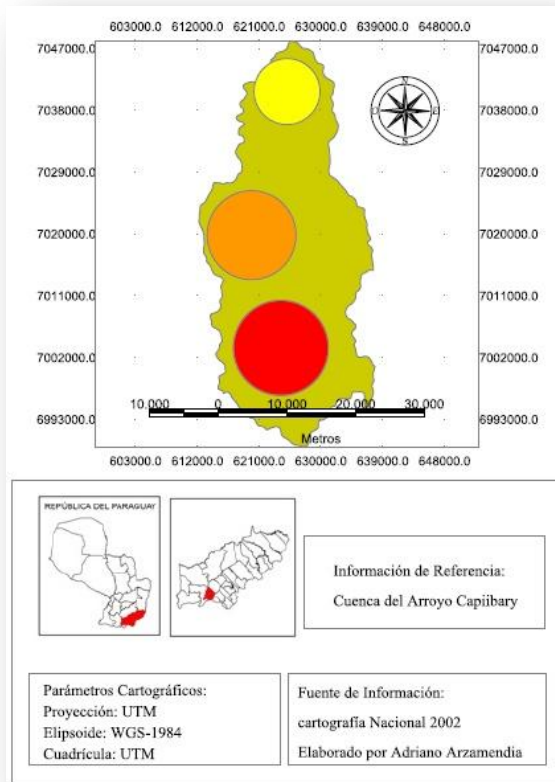 603000.0 612000.0 621000.0 630000.0 639000.0 648000.0
7047000.0 7047000.0
N
7038000.0 O E 7038000.0
S
7029000.0 7029000.0
7020000.0 7020000.0
7011000.0 7011000.0
7002000.0 7002000.0
10.000 0 10.000 20.000 30.000
6993000.0 6993000.0
Metros
603000.0 612000.0 621000.0 630000.0 639000.0 648000.0
REPÚBLICA DEL PARAGUAY
Información de Referencia:
Cuenca del Arroyo Capiibary
Parámetros Cartográficos:
Proyección: UTM
Elipsoide: WGS-1984
Cuadrícula: UTM
Fuente de Información:
cartografía Nacional 2002
Elaborado por Adriano Arzamendia